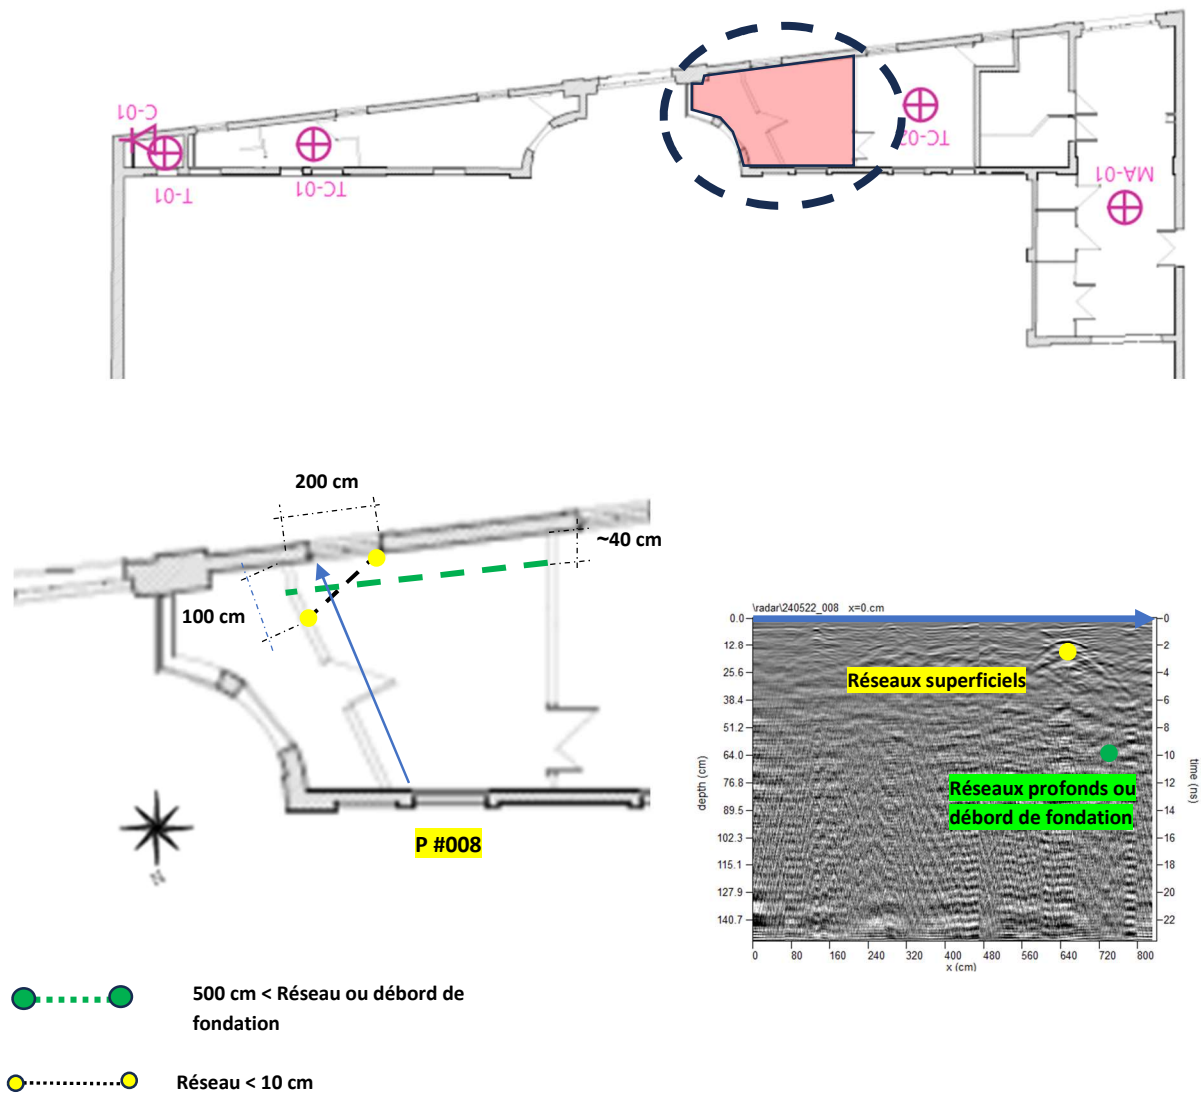 C-01
T-01
TC-01
TC-02
MA-01
200 cm
~40 cm
100 cm
P #008
\radar\240522_008 x=0.cm
0.0
12.8
25.6
38.4
51.2
64.0
76.8
89.5
102.3
115.1
127.9
140.7
depth (cm)
0
2
4
6
8
10
12
14
16
18
20
22
time (ns)
Réseaux superficiels
Réseaux profonds ou
débord de fondation
0 80 160 240 320 400 480 560 640 720 800
x (cm)
500 cm < Réseau ou débord de
fondation
Réseau < 10 cm